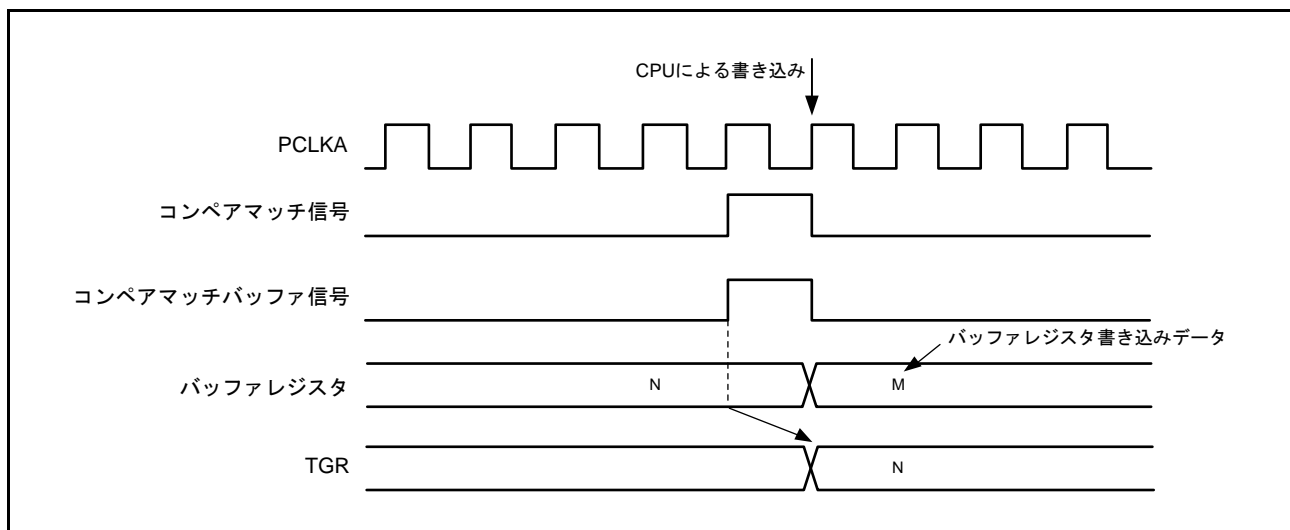 CPUによる書き込み
PCLKA
コンペアマッチ信号
コンペアマッチバッファ信号
バッファレジスタ書き込みデータ
バッファレジスタ
N
M
TGR
N